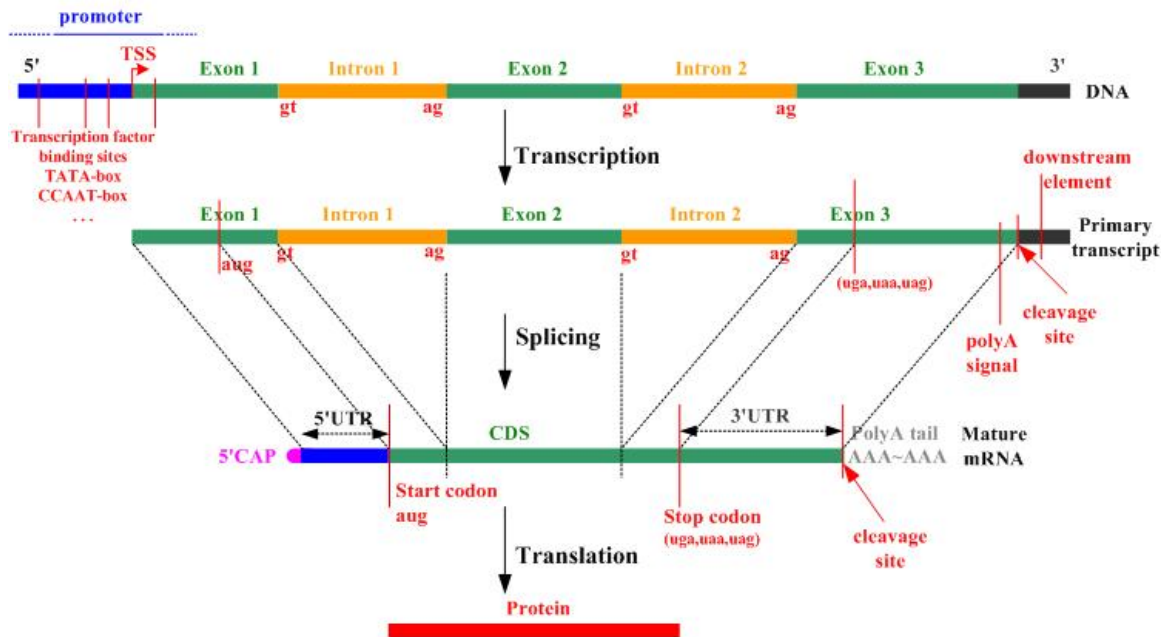 promoter
5'
TSS
Exon 1
Intron 1
Exon 2
Intron 2
Exon 3
3'
DNA
gt
ag
gt
ag
Transcription factor
binding sites
TATA-box
CCAAT-box
...
Transcription
downstream
element
Exon 1
Intron 1
Exon 2
Intron 2
Exon 3
Primary
transcript
aug
gt
ag
gt
ag
(uga,uaa,uag)
cleavage
site
polyA
signal
Splicing
5'UTR
CDS
3'UTR
PolyA tail
AAA~AAA
Mature
mRNA
5'CAP
Start codon
aug
Stop codon
(uga,uaa,uag)
cleavage
site
Translation
Protein